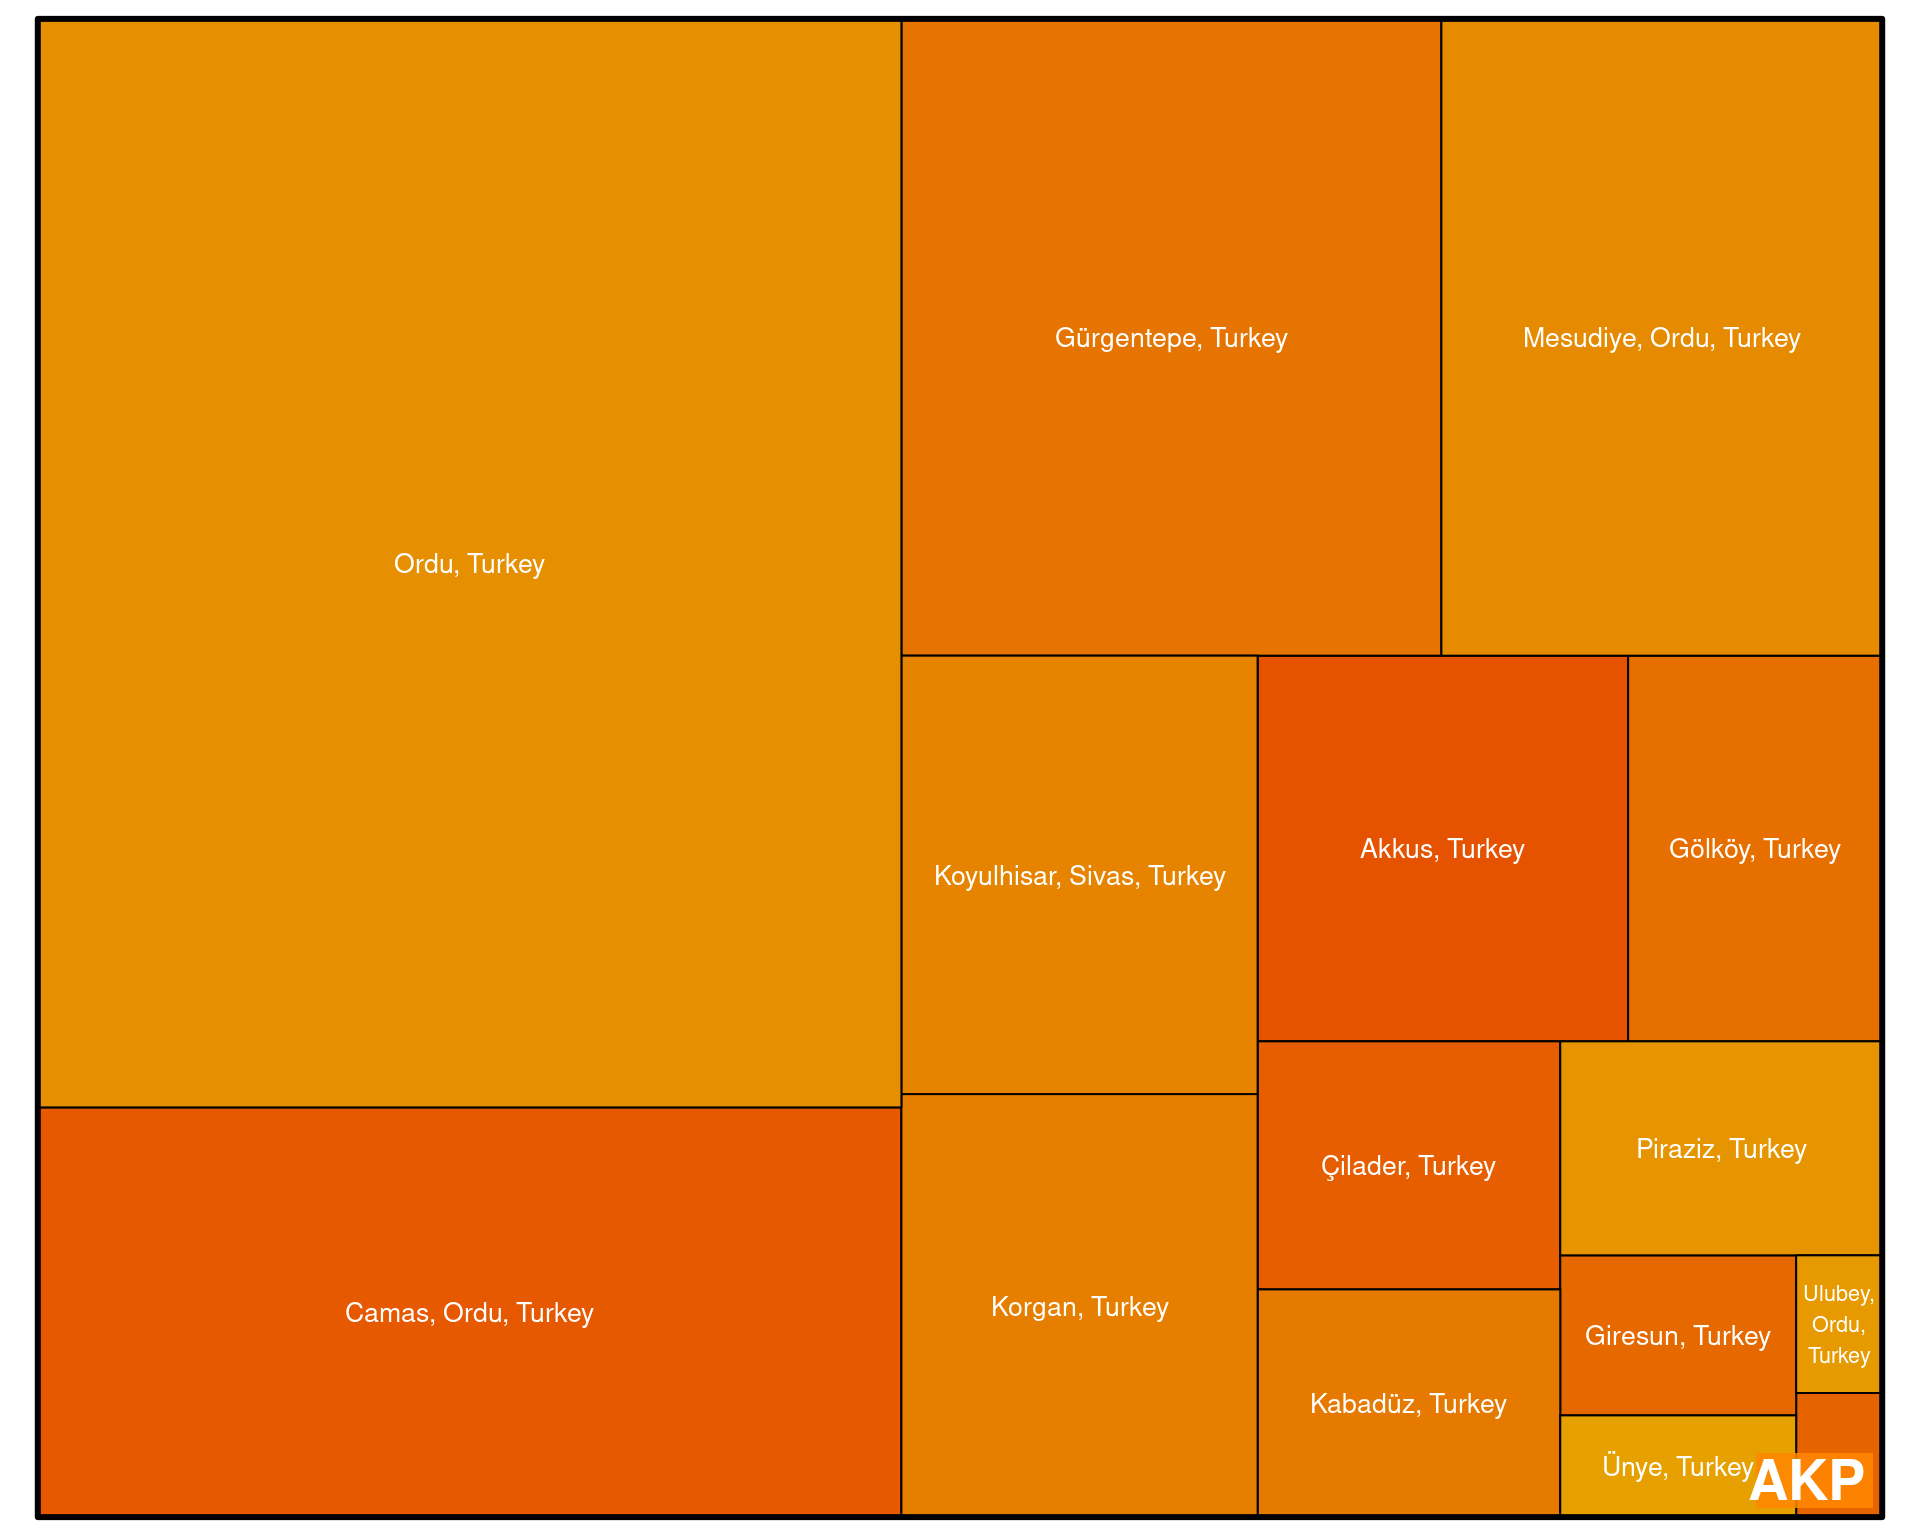 Ordu, Turkey
Gürgentepe, Turkey
Mesudiye, Ordu, Turkey
Koyulhisar, Sivas, Turkey
Akkus, Turkey
Gölköy, Turkey
Camas, Ordu, Turkey
Korgan, Turkey
Çilader, Turkey
Piraziz, Turkey
Kabadüz, Turkey
Giresun, Turkey
Ulubey,
Ordu,
Turkey
Ünye, Turkey
AKP